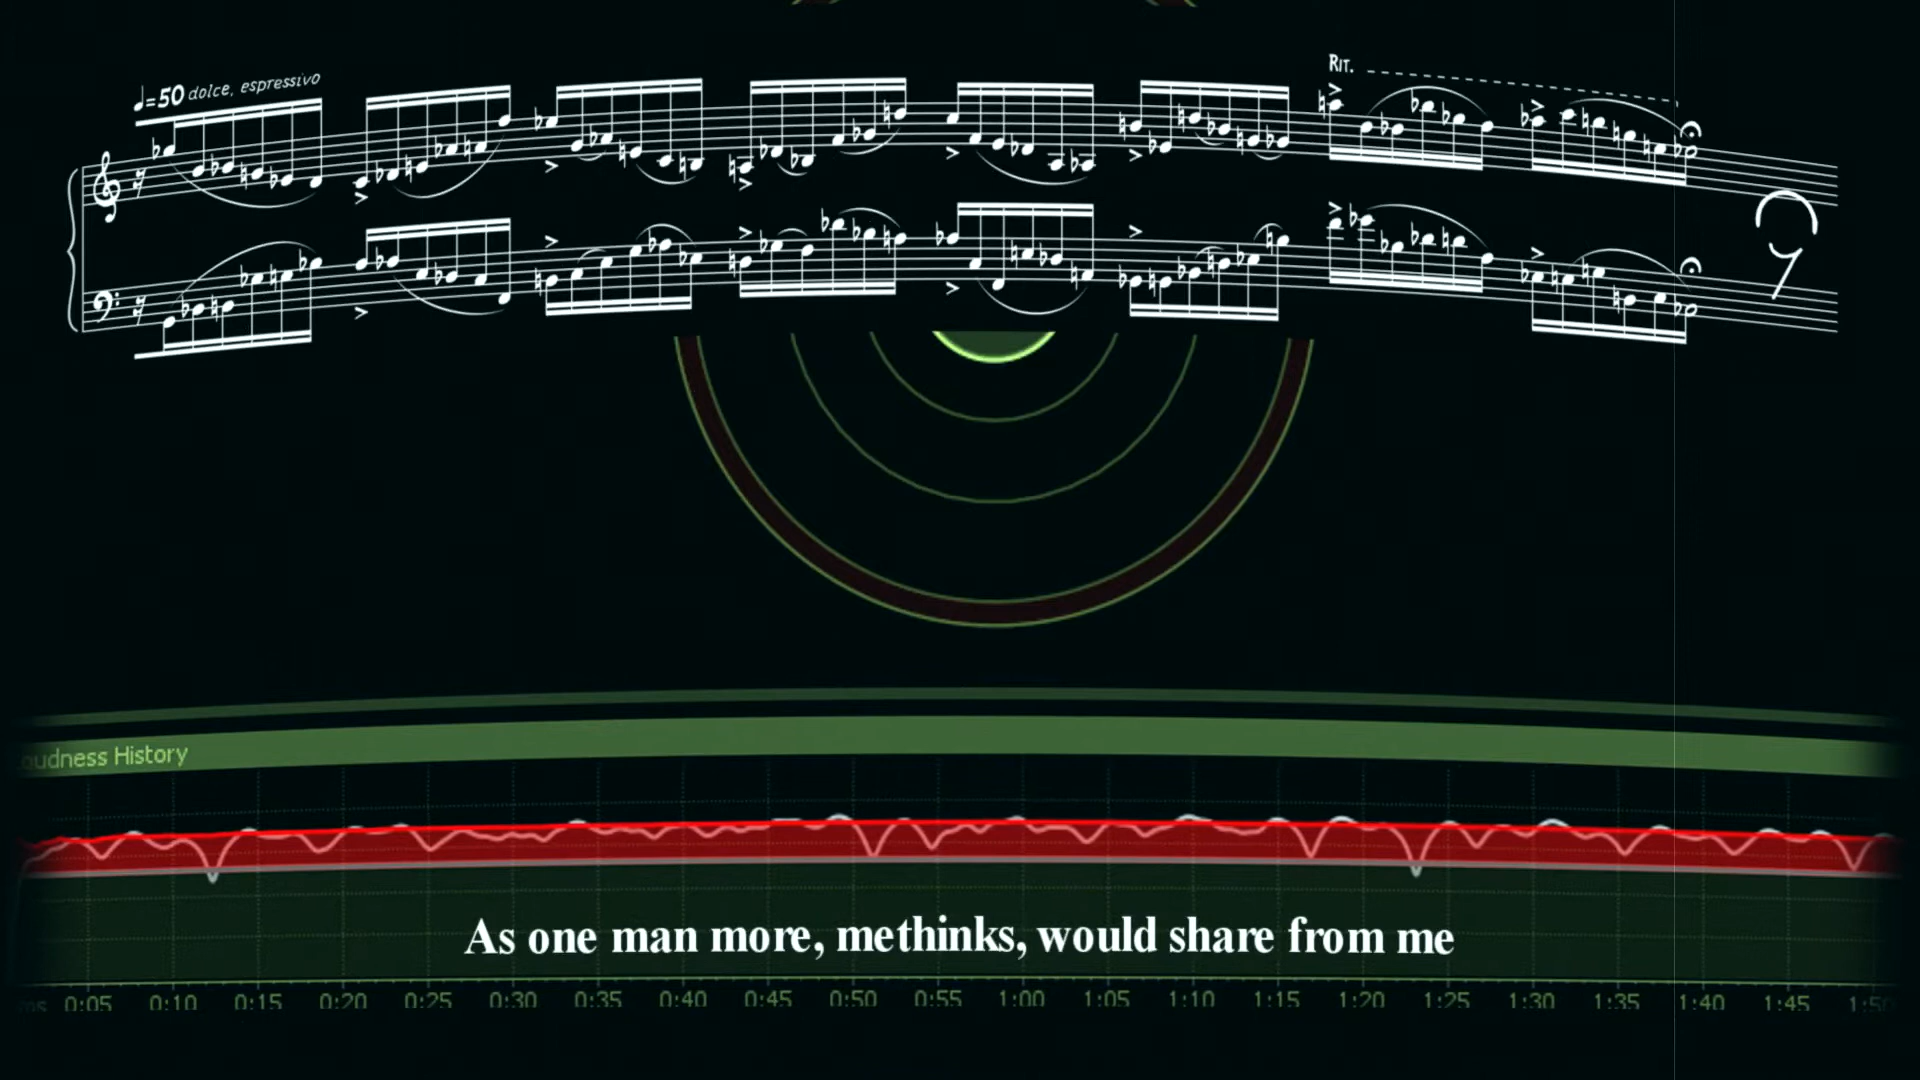 ♩=50 dolce, espressivo
RIT.
oudness History
As one man more, methinks, would share from me
0:05 0:10 0:15 0:20 0:25 0:30 0:35 0:40 0:45 0:50 0:55 1:00 1:05 1:10 1:15 1:20 1:25 1:30 1:35 1:40 1:45 1:50